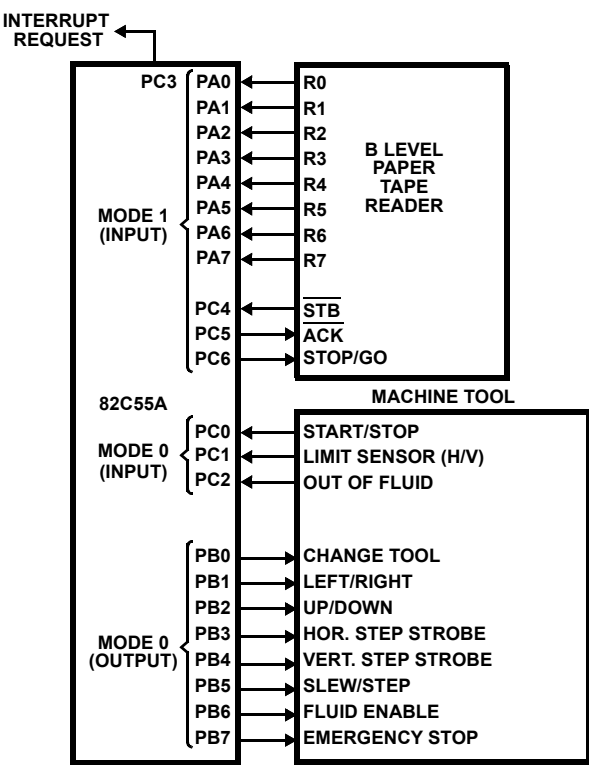 INTERRUPT
REQUEST
PC3 PA0 R0
PA1 R1
PA2 R2
PA3 R3
PA4 R4
PA5 R5
PA6 R6
PA7 R7
B LEVEL
PAPER
TAPE
READER
MODE 1
(INPUT)
PC4 STB
PC5 ACK
PC6 STOP/GO
82C55A
MACHINE TOOL
MODE 0
(INPUT)
PC0 START/STOP
PC1 LIMIT SENSOR (H/V)
PC2 OUT OF FLUID
MODE 0
(OUTPUT)
PB0 CHANGE TOOL
PB1 LEFT/RIGHT
PB2 UP/DOWN
PB3 HOR. STEP STROBE
PB4 VERT. STEP STROBE
PB5 SLEW/STEP
PB6 FLUID ENABLE
PB7 EMERGENCY STOP